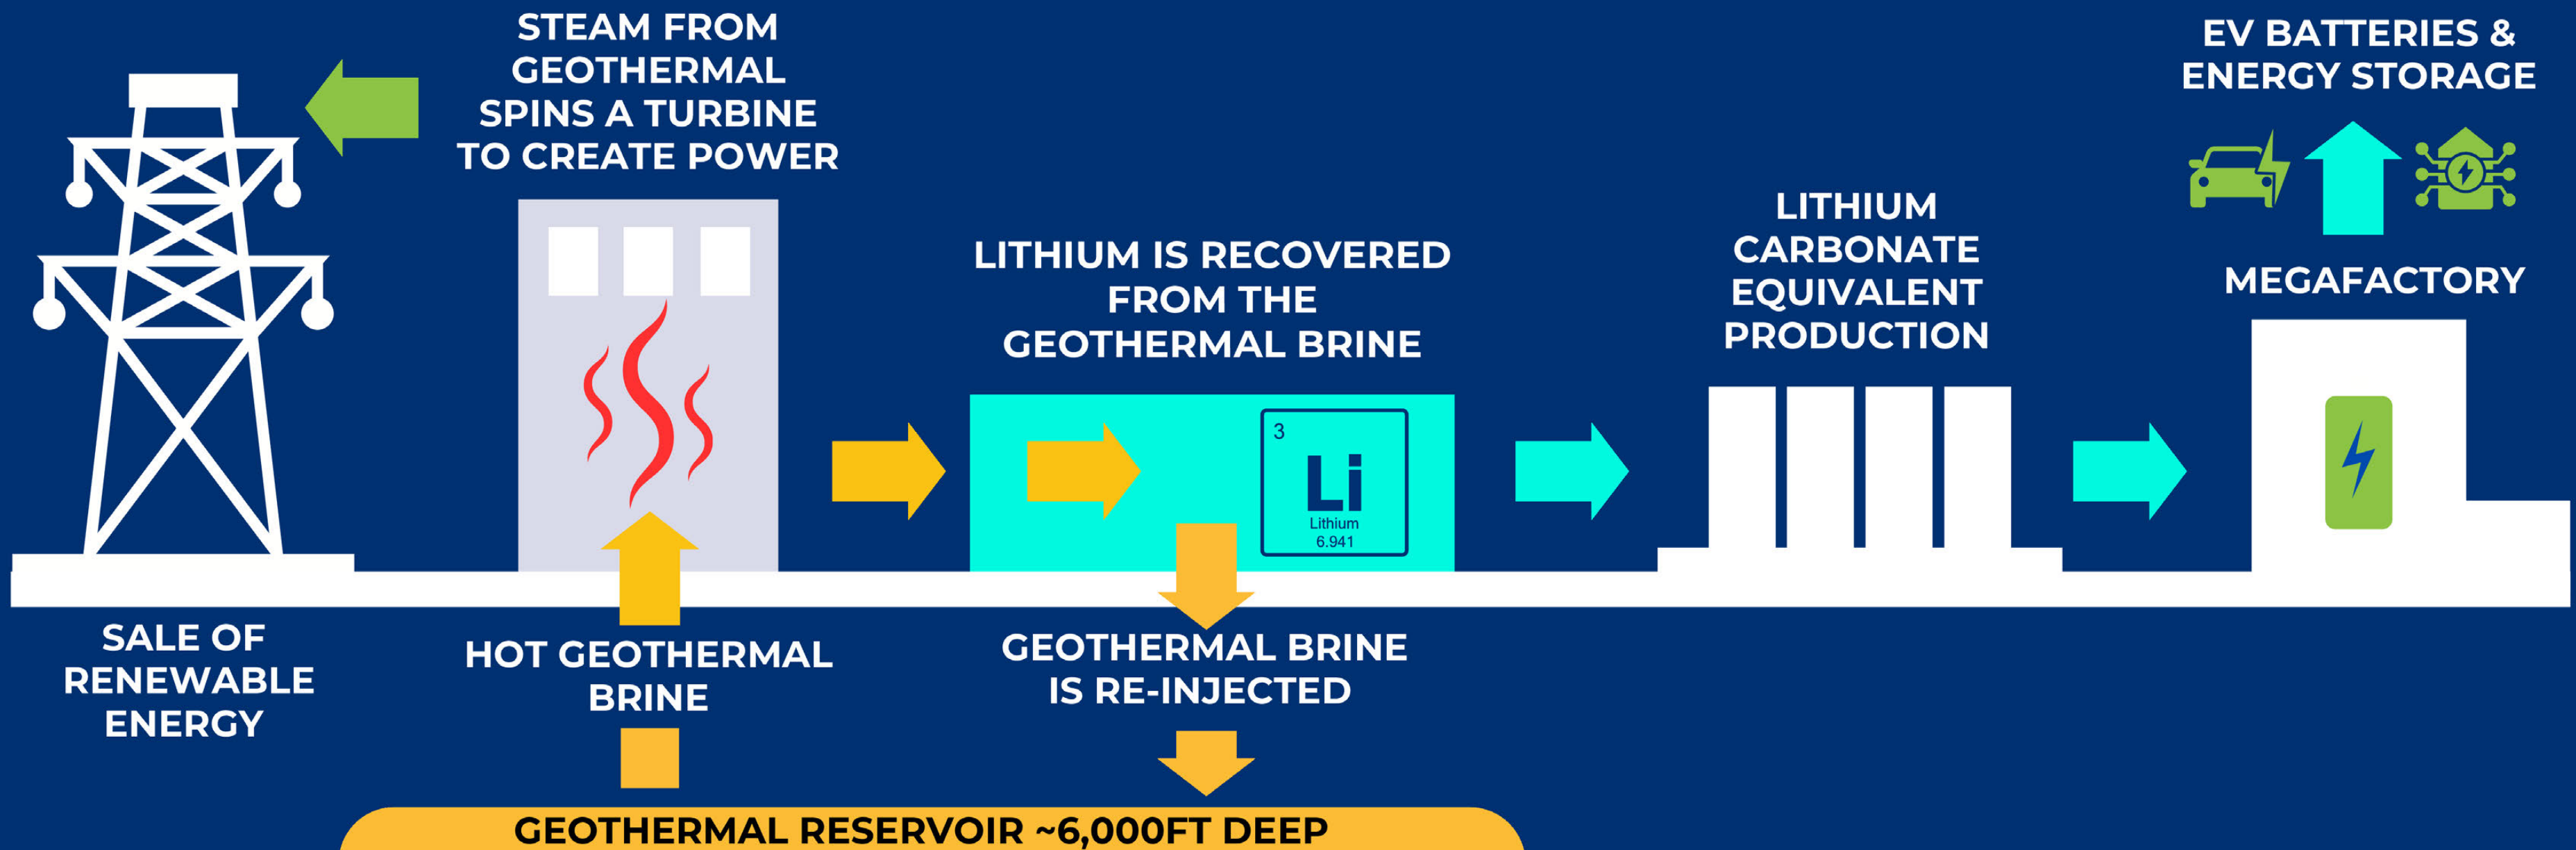 STEAM FROM
GEOTHERMAL
SPINS A TURBINE
TO CREATE POWER
EV BATTERIES &
ENERGY STORAGE
LITHIUM IS RECOVERED
FROM THE
GEOTHERMAL BRINE
LITHIUM
CARBONATE
EQUIVALENT
PRODUCTION
MEGAFACTORY
3
Li
Lithium
6.941
SALE OF
RENEWABLE
ENERGY
HOT GEOTHERMAL
BRINE
GEOTHERMAL BRINE
IS RE-INJECTED
GEOTHERMAL RESERVOIR ~6,000FT DEEP